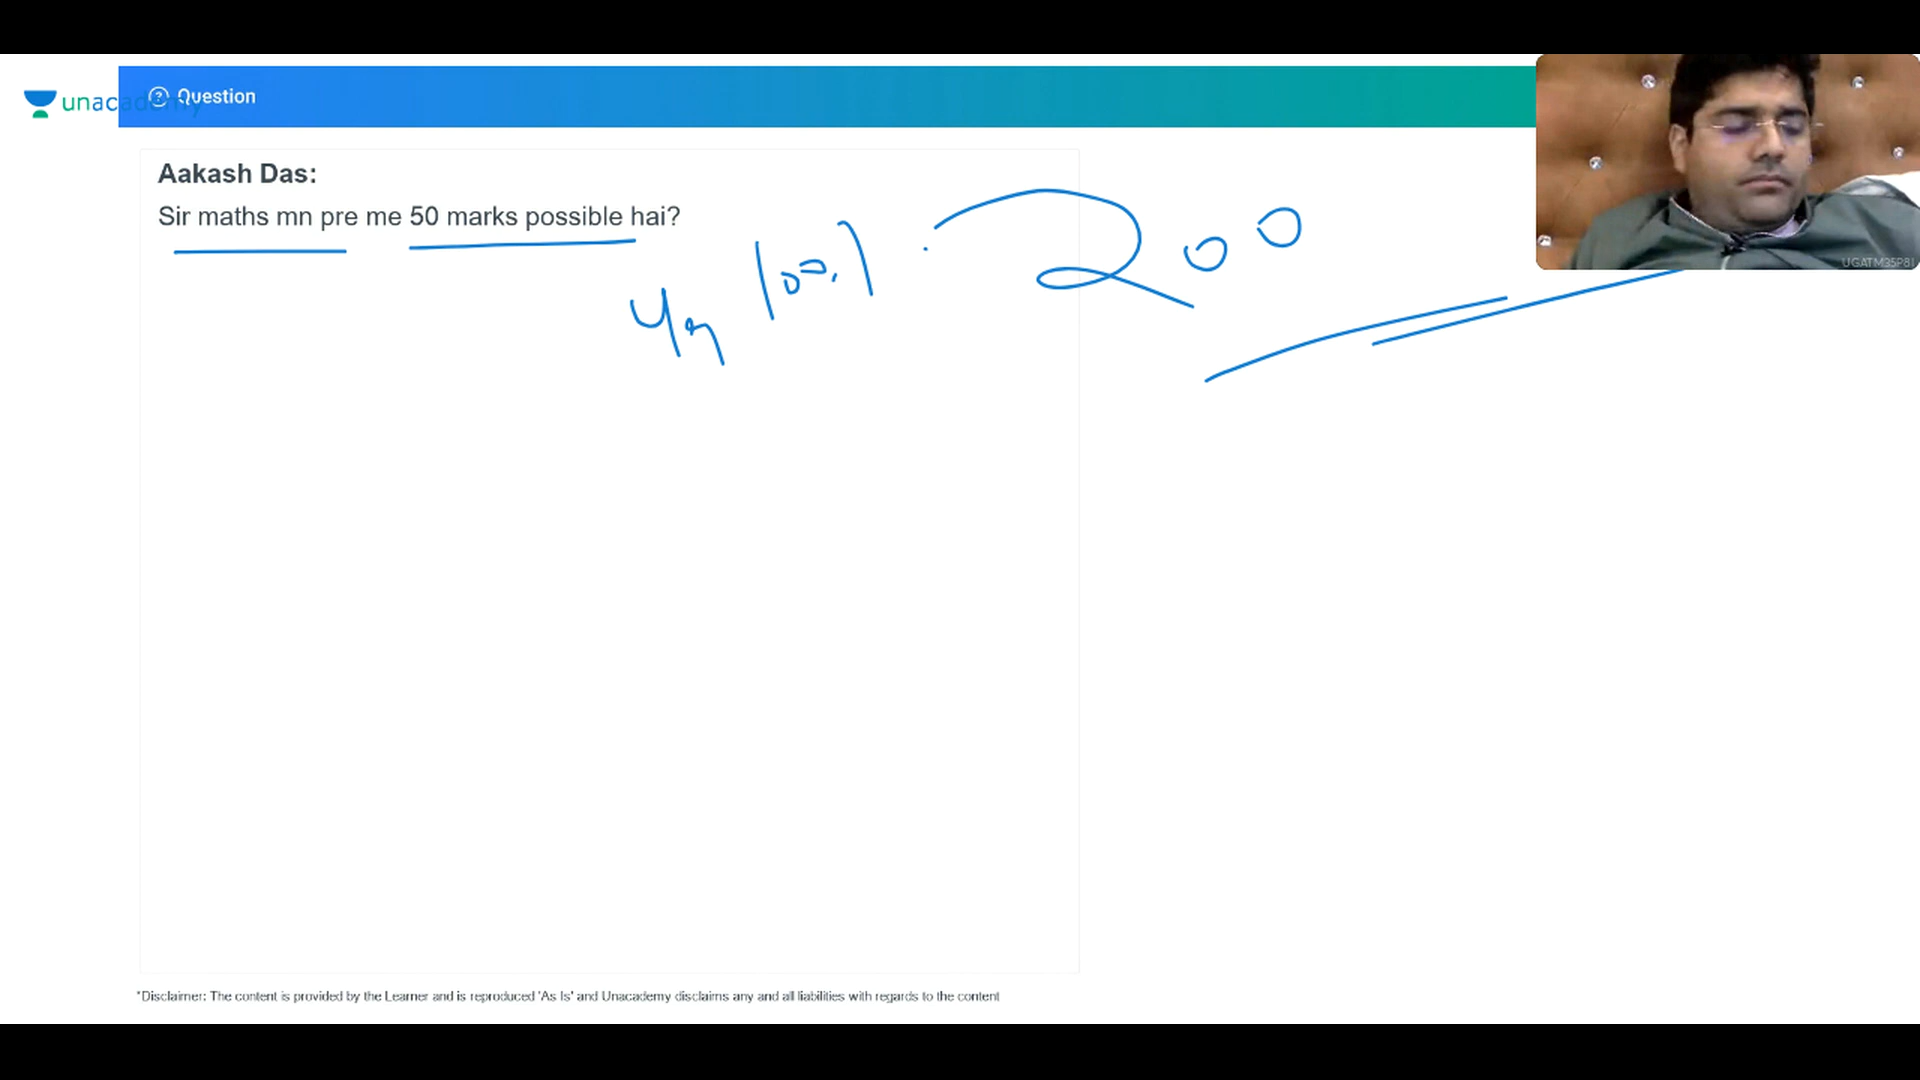 unacademy
Question
Aakash Das:
Sir maths mn pre me 50 marks possible hai?
100%
200
UGATM35P8I
*Disclaimer: The content is provided by the Learner and is reproduced 'As Is' and Unacademy disclaims any and all liabilities with regards to the content